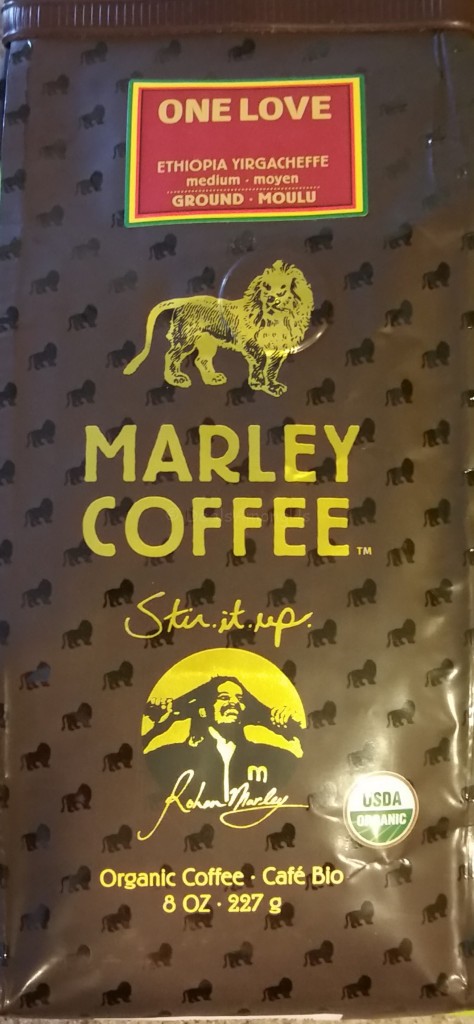 ONE LOVE
ETHIOPIA YIRGACHEFFE
medium · moyen
GROUND · MOULU
MARLEY
COFFEE™
Stir.it.up.
m
Rohan Marley
USDA
ORGANIC
Organic Coffee · Café Bio
8 OZ · 227 g